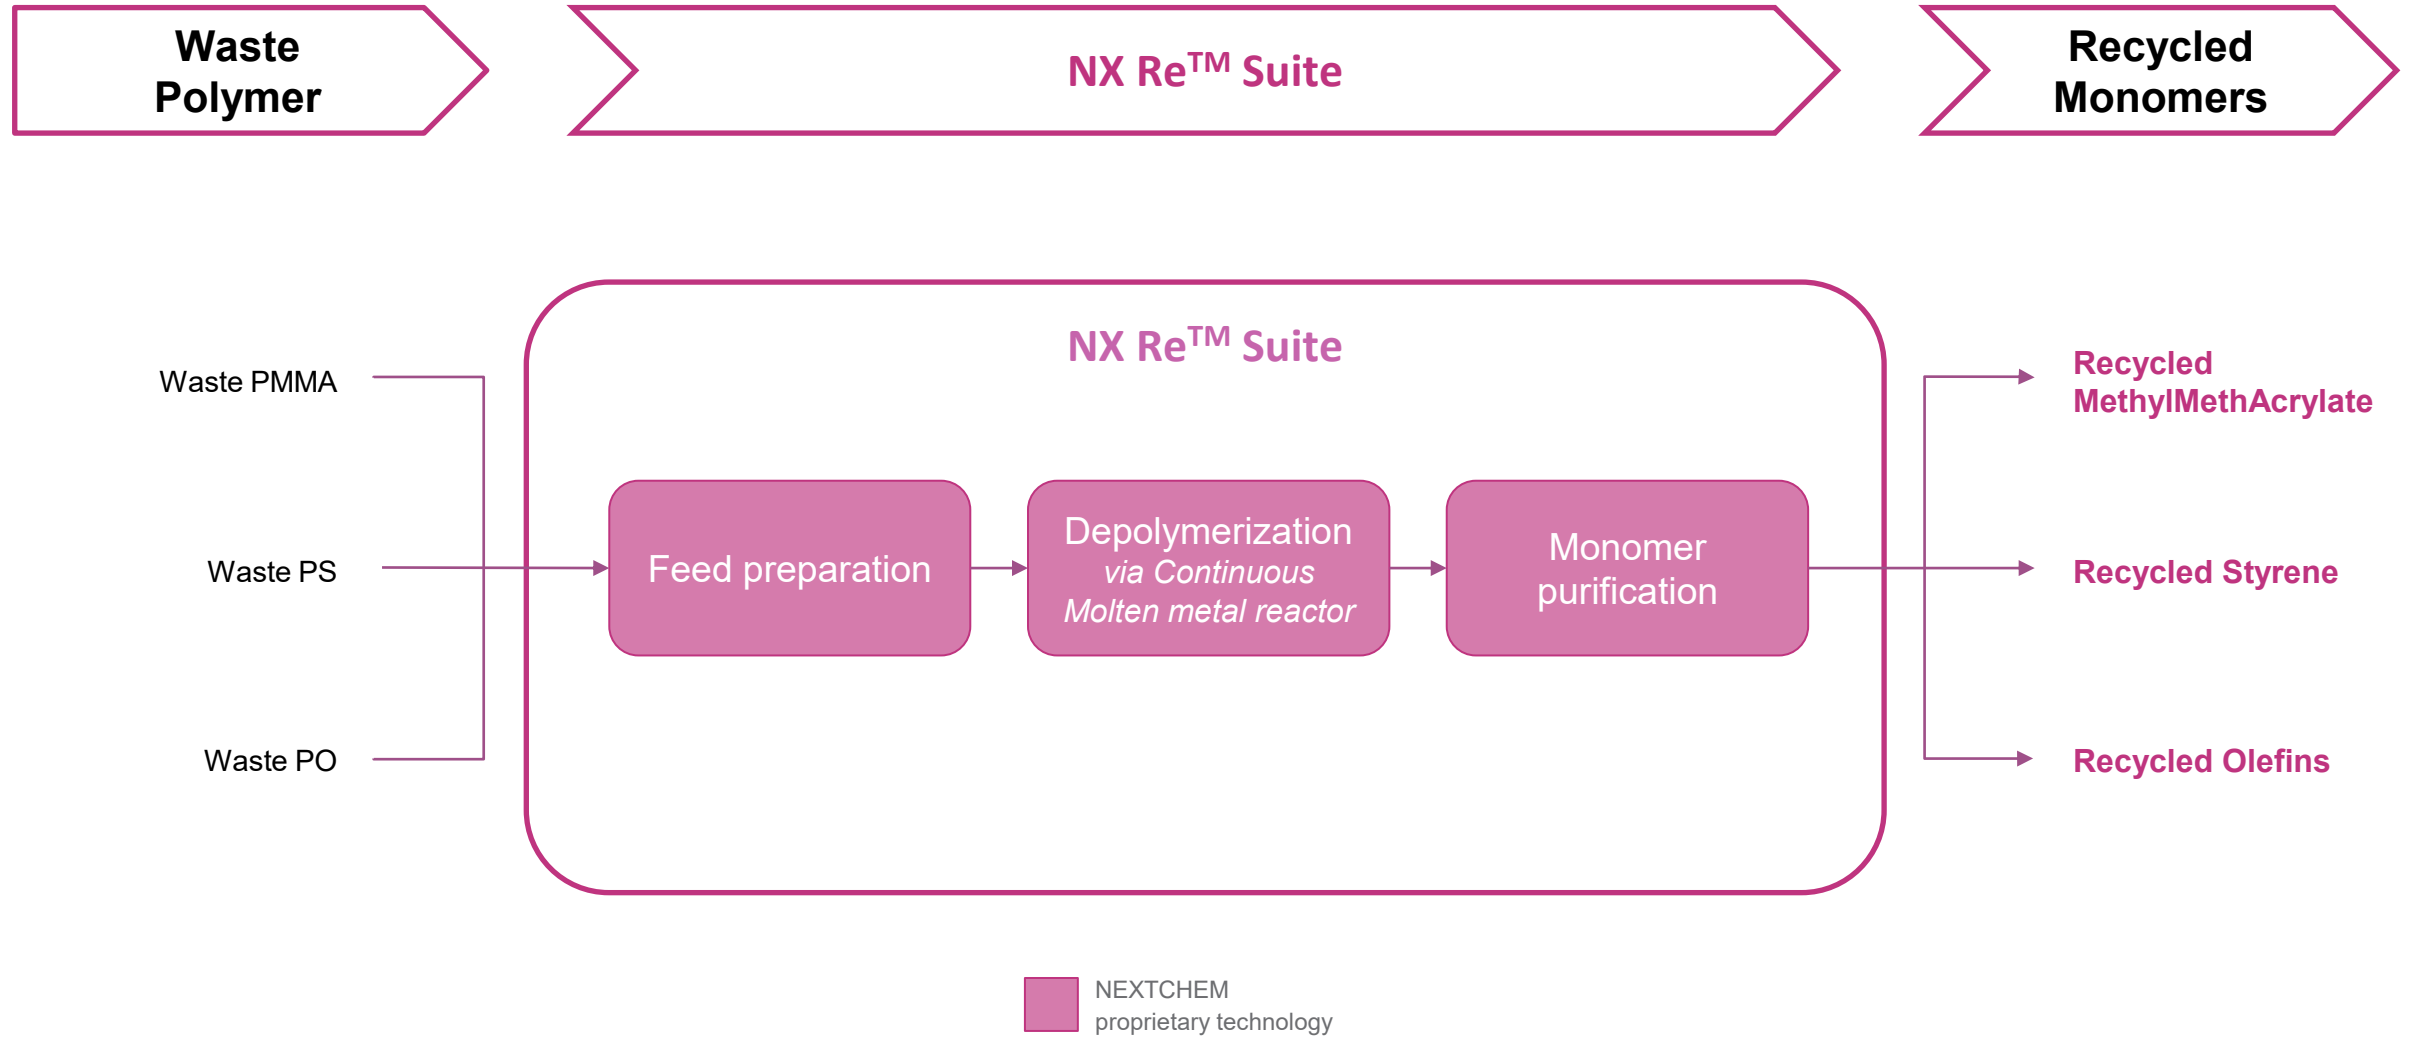 Waste
Polymer
NX Re™ Suite
Recycled
Monomers
NX Re™ Suite
Waste PMMA
Waste PS
Waste PO
Feed preparation
Depolymerization
via Continuous
Molten metal reactor
Monomer
purification
Recycled
MethylMethAcrylate
Recycled Styrene
Recycled Olefins
NEXTCHEM
proprietary technology